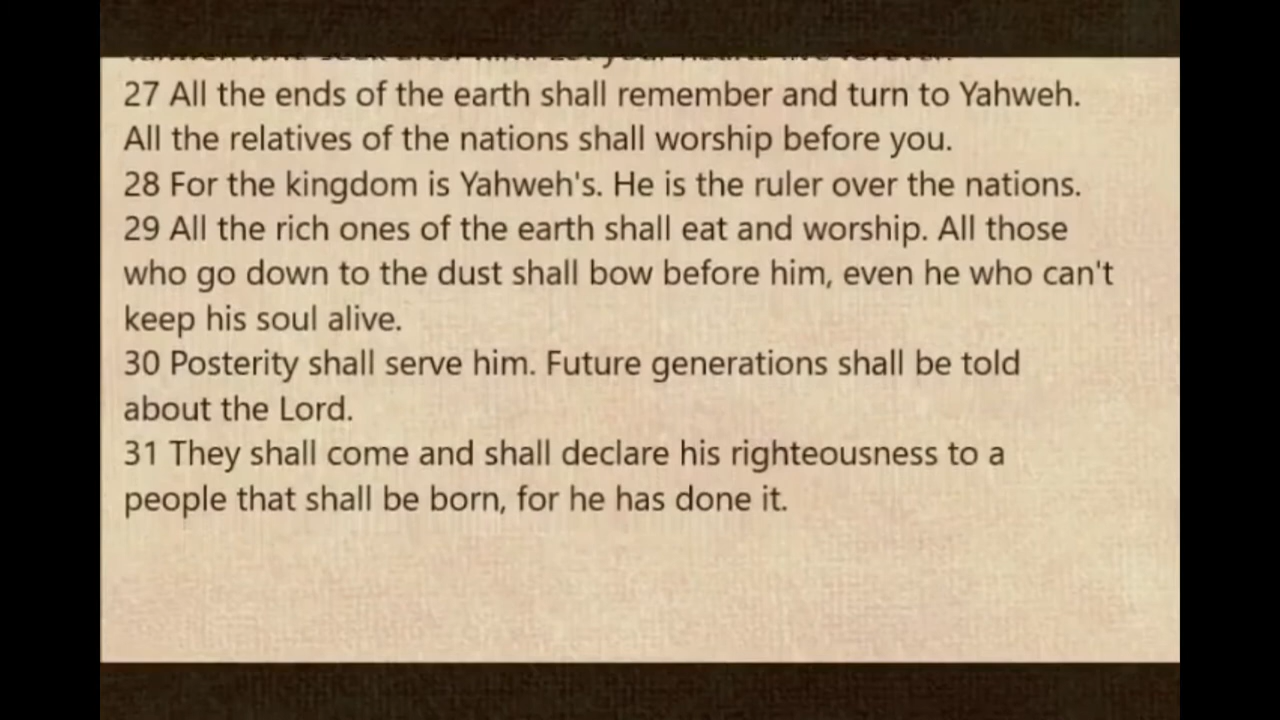 27 All the ends of the earth shall remember and turn to Yahweh.
All the relatives of the nations shall worship before you.
28 For the kingdom is Yahweh's. He is the ruler over the nations.
29 All the rich ones of the earth shall eat and worship. All those
who go down to the dust shall bow before him, even he who can't
keep his soul alive.
30 Posterity shall serve him. Future generations shall be told
about the Lord.
31 They shall come and shall declare his righteousness to a
people that shall be born, for he has done it.